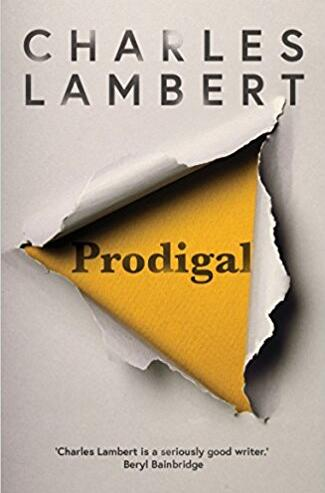 CHARLES
LAMBERT
Prodigal
'Charles Lambert is a seriously good writer.'
Beryl Bainbridge